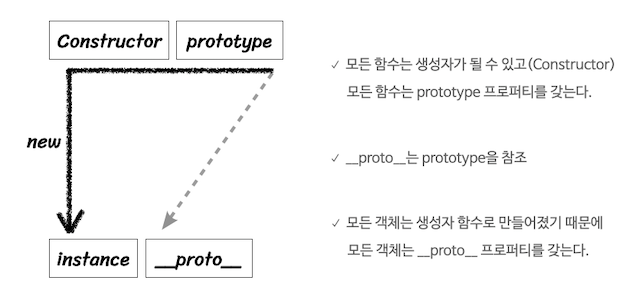 Constructor prototype
new
instance __proto__
✓ 모든 함수는 생성자가 될 수 있고(Constructor)
모든 함수는 prototype 프로퍼티를 갖는다.
✓ __proto__는 prototype을 참조
✓ 모든 객체는 생성자 함수로 만들어졌기 때문에
모든 객체는 __proto__ 프로퍼티를 갖는다.